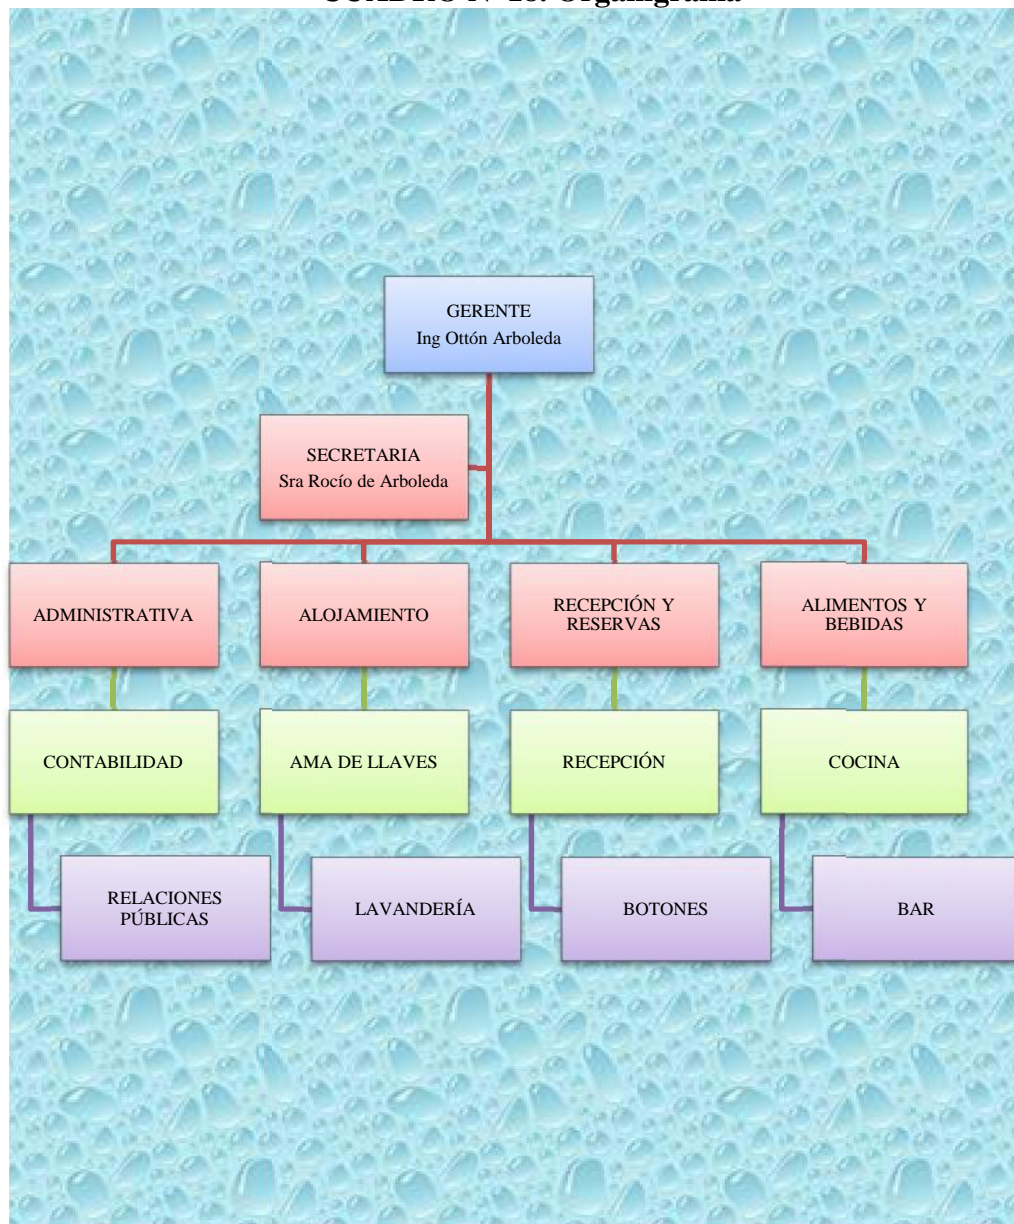 Organigrama
GERENTE
Ing Ottón Arboleda
SECRETARIA
Sra Rocío de Arboleda
ADMINISTRATIVA
ALOJAMIENTO
RECEPCIÓN Y
RESERVAS
ALIMENTOS Y
BEBIDAS
CONTABILIDAD
AMA DE LLAVES
RECEPCIÓN
COCINA
RELACIONES
PÚBLICAS
LAVANDERÍA
BOTONES
BAR